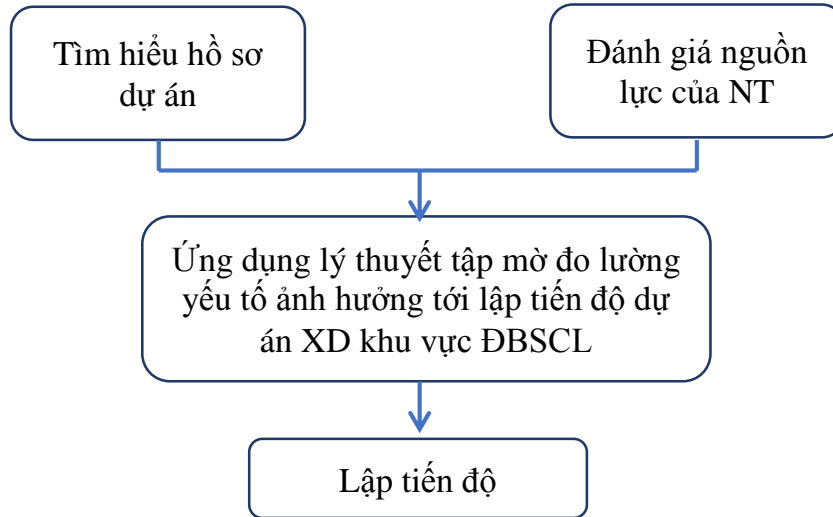 Tìm hiểu hồ sơ
dự án
Đánh giá nguồn
lực của NT
Ứng dụng lý thuyết tập mờ đo lường
yếu tố ảnh hưởng tới lập tiến độ dự
án XD khu vực ĐBSCL
Lập tiến độ